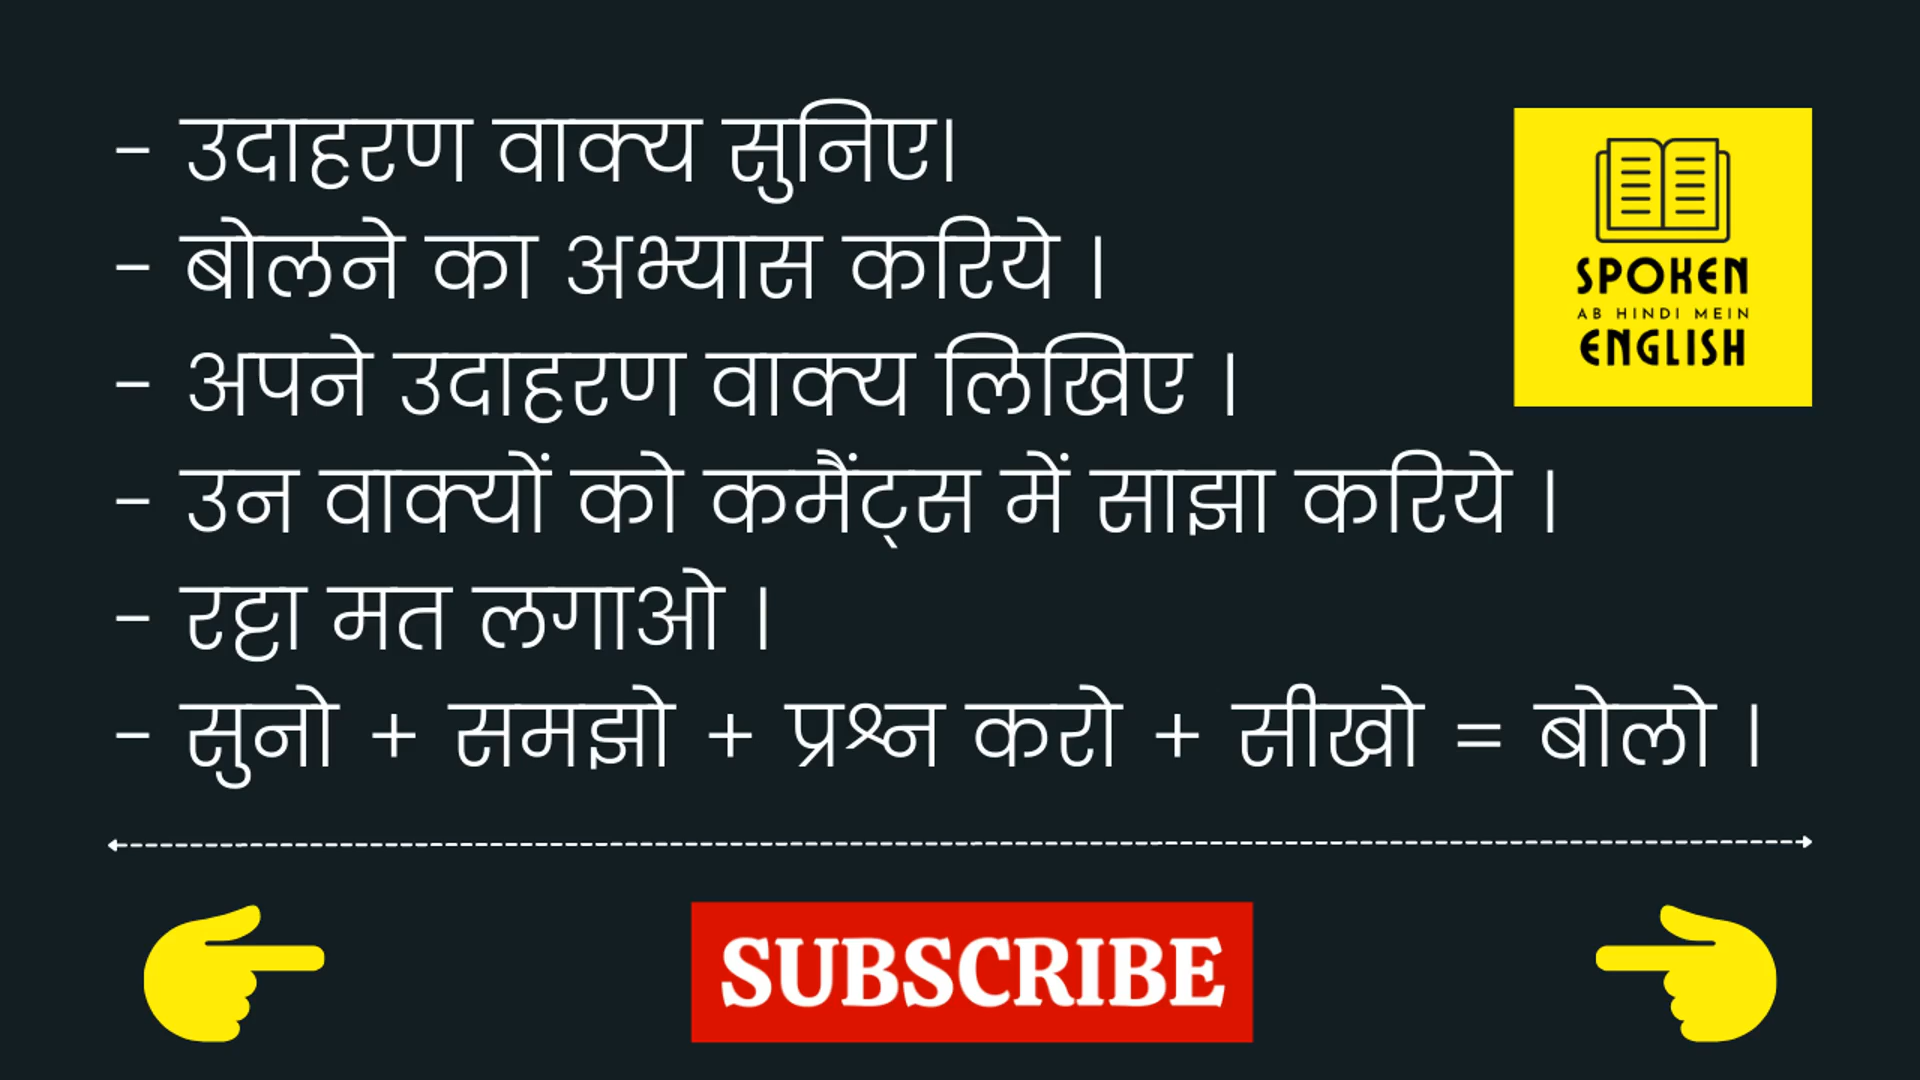 - उदाहरण वाक्य सुनिए।
- बोलने का अभ्यास करिये ।
- अपने उदाहरण वाक्य लिखिए ।
- उन वाक्यों को कमैंट्स में साझा करिये ।
- रट्टा मत लगाओ ।
- सुनो + समझो + प्रश्न करो + सीखो = बोलो ।
SPOKEN
AB HINDI MEIN
ENGLISH
SUBSCRIBE